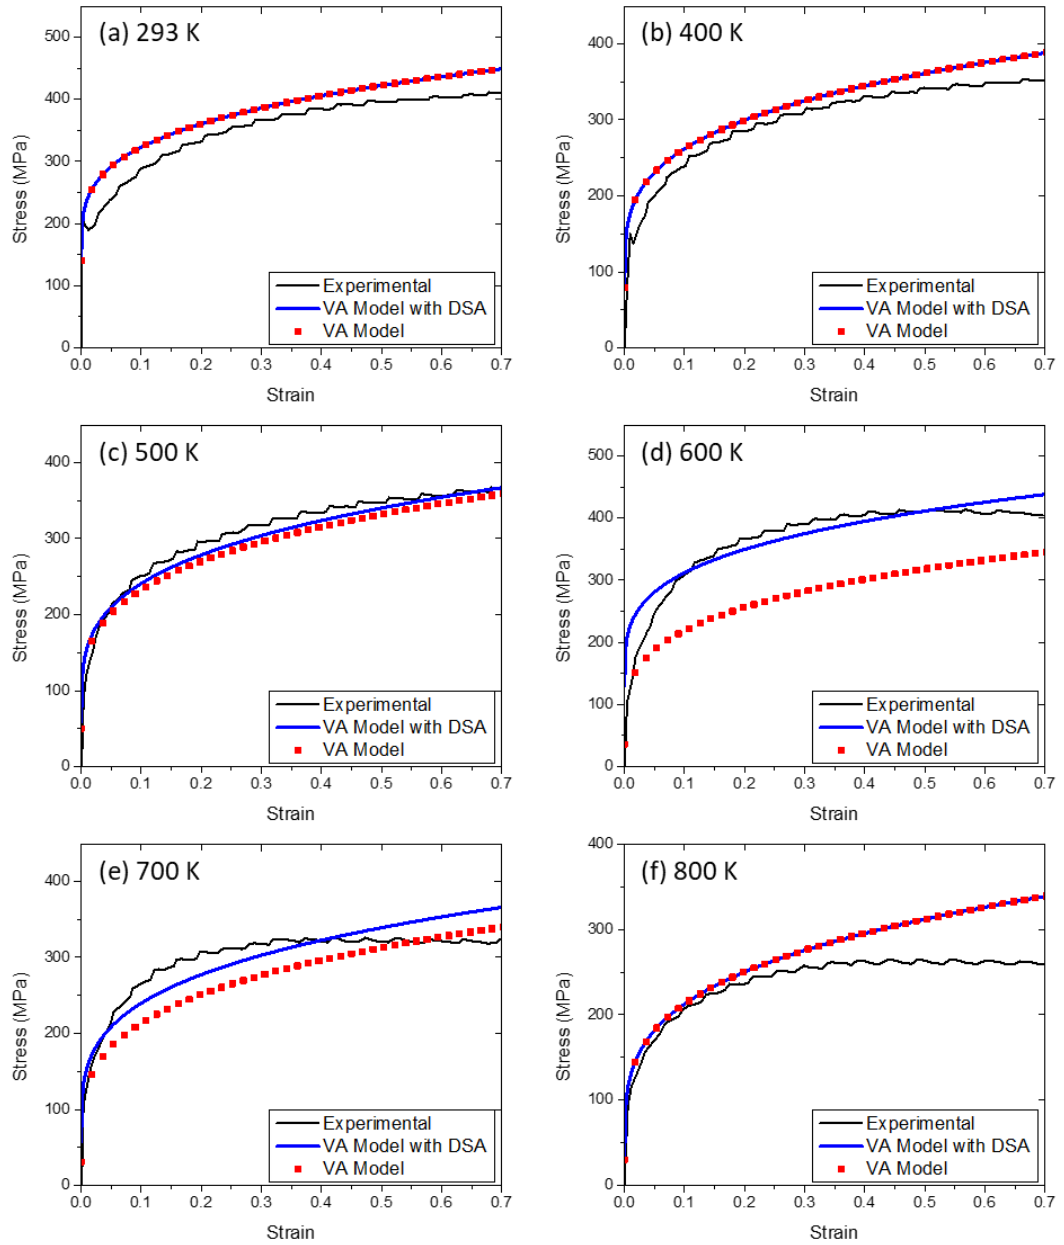 (a) 293 K
500
400
300
200
100
0
0.0 0.1 0.2 0.3 0.4 0.5 0.6 0.7
Stress (MPa)
Strain
Experimental
VA Model with DSA
VA Model
(b) 400 K
400
300
200
100
0
0.0 0.1 0.2 0.3 0.4 0.5 0.6 0.7
Stress (MPa)
Strain
Experimental
VA Model with DSA
VA Model
(c) 500 K
400
300
200
100
0
0.0 0.1 0.2 0.3 0.4 0.5 0.6 0.7
Stress (MPa)
Strain
Experimental
VA Model with DSA
VA Model
(d) 600 K
500
400
300
200
100
0
0.0 0.1 0.2 0.3 0.4 0.5 0.6 0.7
Stress (MPa)
Strain
Experimental
VA Model with DSA
VA Model
(e) 700 K
400
300
200
100
0
0.0 0.1 0.2 0.3 0.4 0.5 0.6 0.7
Stress (MPa)
Strain
Experimental
VA Model with DSA
VA Model
(f) 800 K
400
300
200
100
0
0.0 0.1 0.2 0.3 0.4 0.5 0.6 0.7
Stress (MPa)
Strain
Experimental
VA Model with DSA
VA Model